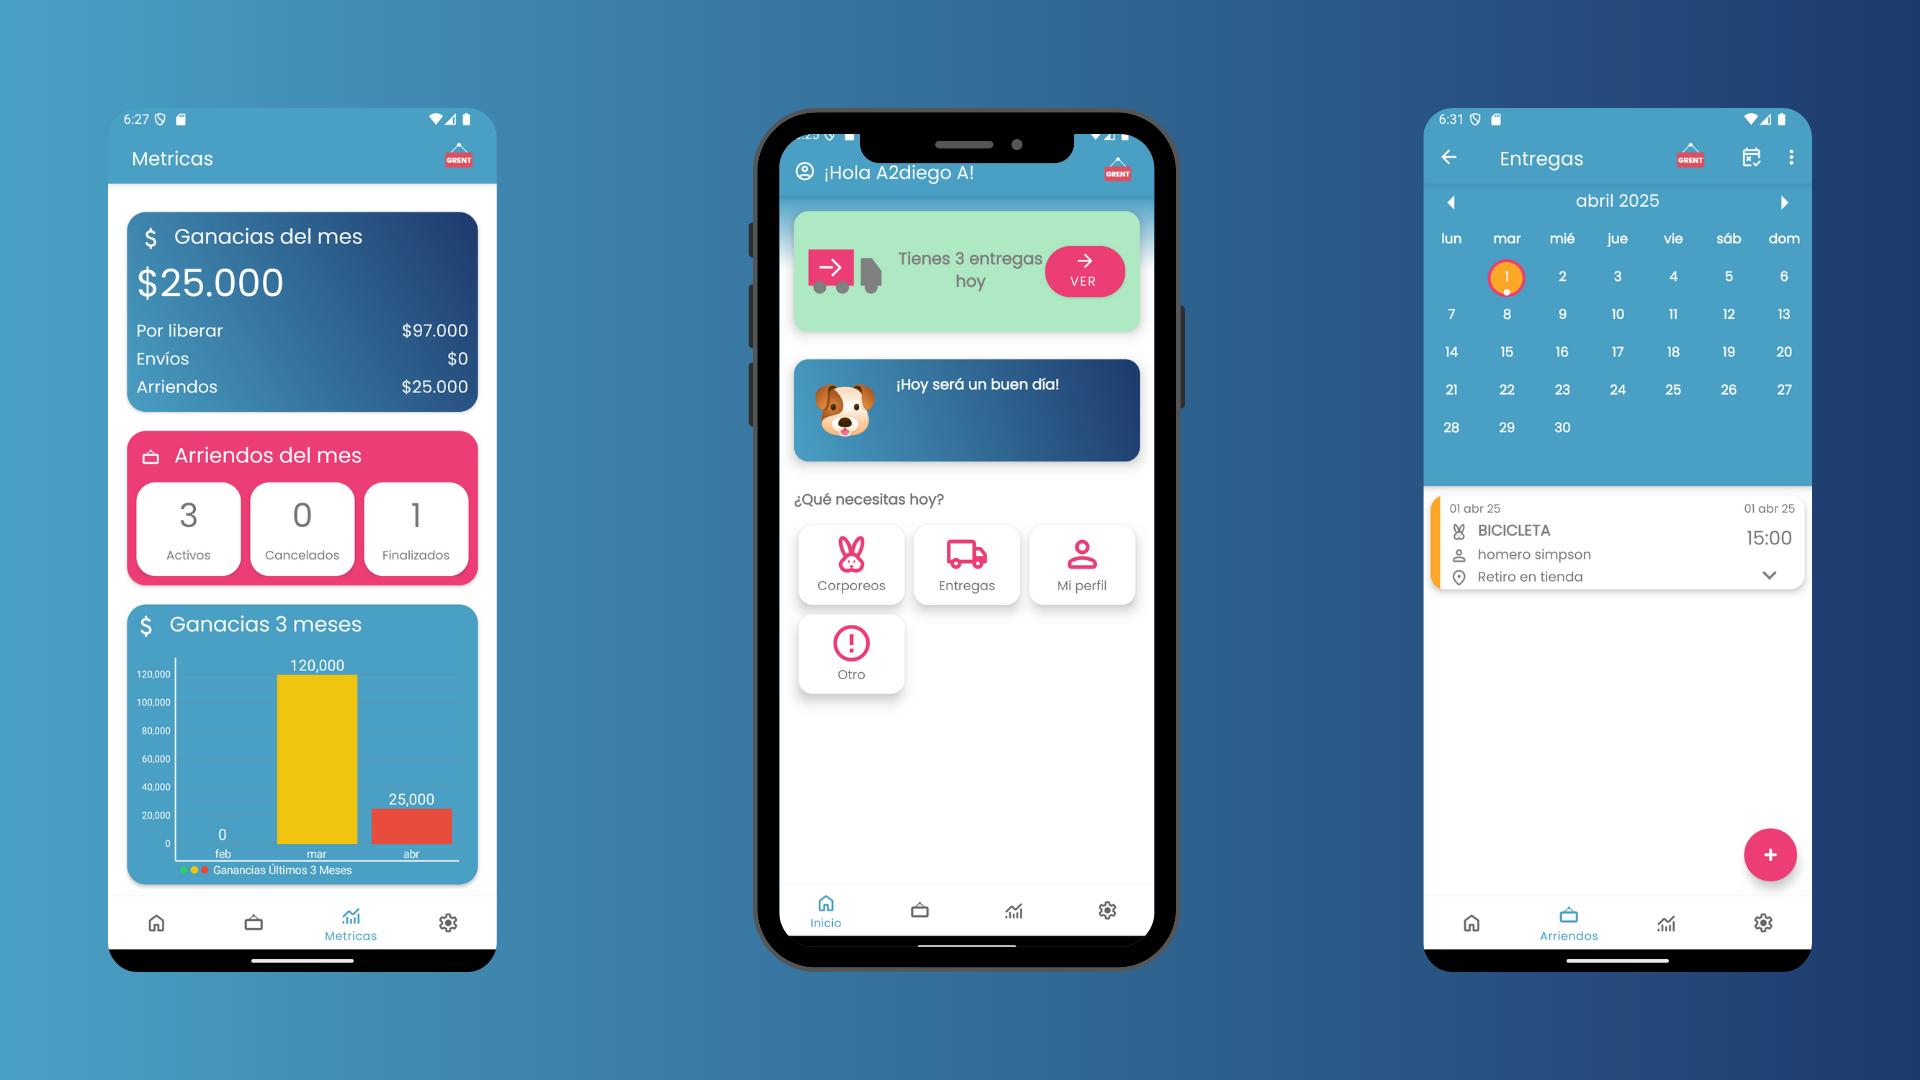 6:27
Metricas
GRENT
Ganacias del mes
$25.000
Por liberar $97.000
Envíos $0
Arriendos $25.000
Arriendos del mes
3 0 1
Activos Cancelados Finalizados
Ganacias 3 meses
120,000
120,000
100,000
80,000
60,000
40,000
25,000
20,000
0
0
feb mar abr
Ganancias Últimos 3 Meses
Metricas
:25
¡Hola A2diego A!
GRENT
Tienes 3 entregas
hoy
VER
¡Hoy será un buen día!
¿Qué necesitas hoy?
Corporeos Entregas Mi perfil
Otro
Inicio
6:31
Entregas
GRENT
abril 2025
lun mar mié jue vie sáb dom
1 2 3 4 5 6
7 8 9 10 11 12 13
14 15 16 17 18 19 20
21 22 23 24 25 26 27
28 29 30
01 abr 25 01 abr 25
BICICLETA
15:00
homero simpson
Retiro en tienda
+
Arriendos